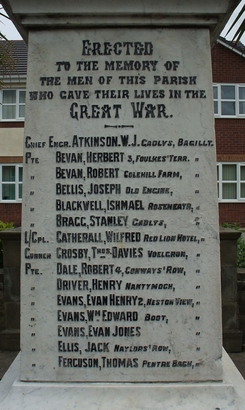 ERECTED
TO THE MEMORY OF
THE MEN OF THIS PARISH
WHO GAVE THEIR LIVES IN THE
GREAT WAR.
CHIEF ENGR. ATKINSON. W.J. GADLYS, BAGILLT.
PTE BEVAN, HERBERT 3, FOULKES' TERR. "
" BEVAN, ROBERT COLEHILL FARM, "
" BELLIS, JOSEPH OLD ENGINE, "
" BLACKWELL, ISHMAEL ROSENEATH, "
" BRAGG, STANLEY GADLYS, "
L/CPL. CATHERALL, WILFRED RED LION HOTEL, "
GUNNER CROSBY, THOS. DAVIES "
PTE. DALE, ROBERT 4, CONWAYS' ROW, "
" DRIVER, HENRY NANTYMOCH, "
" EVANS, EVAN HENRY 2, NESTON VIEW, "
" EVANS, WM EDWARD BOOT, "
" EVANS, EVAN JONES "
" ELLIS, JACK NAYLORS' ROW, "
" FERGUSON, THOMAS PENTRE BACH, "